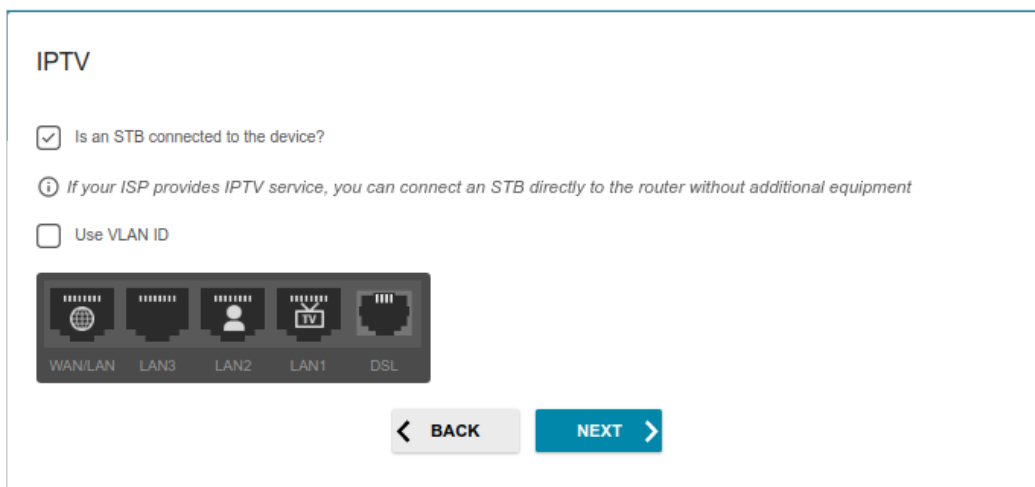 IPTV
Is an STB connected to the device?
If your ISP provides IPTV service, you can connect an STB directly to the router without additional equipment
Use VLAN ID
TV
WAN/LAN LAN3 LAN2 LAN1 DSL
BACK NEXT